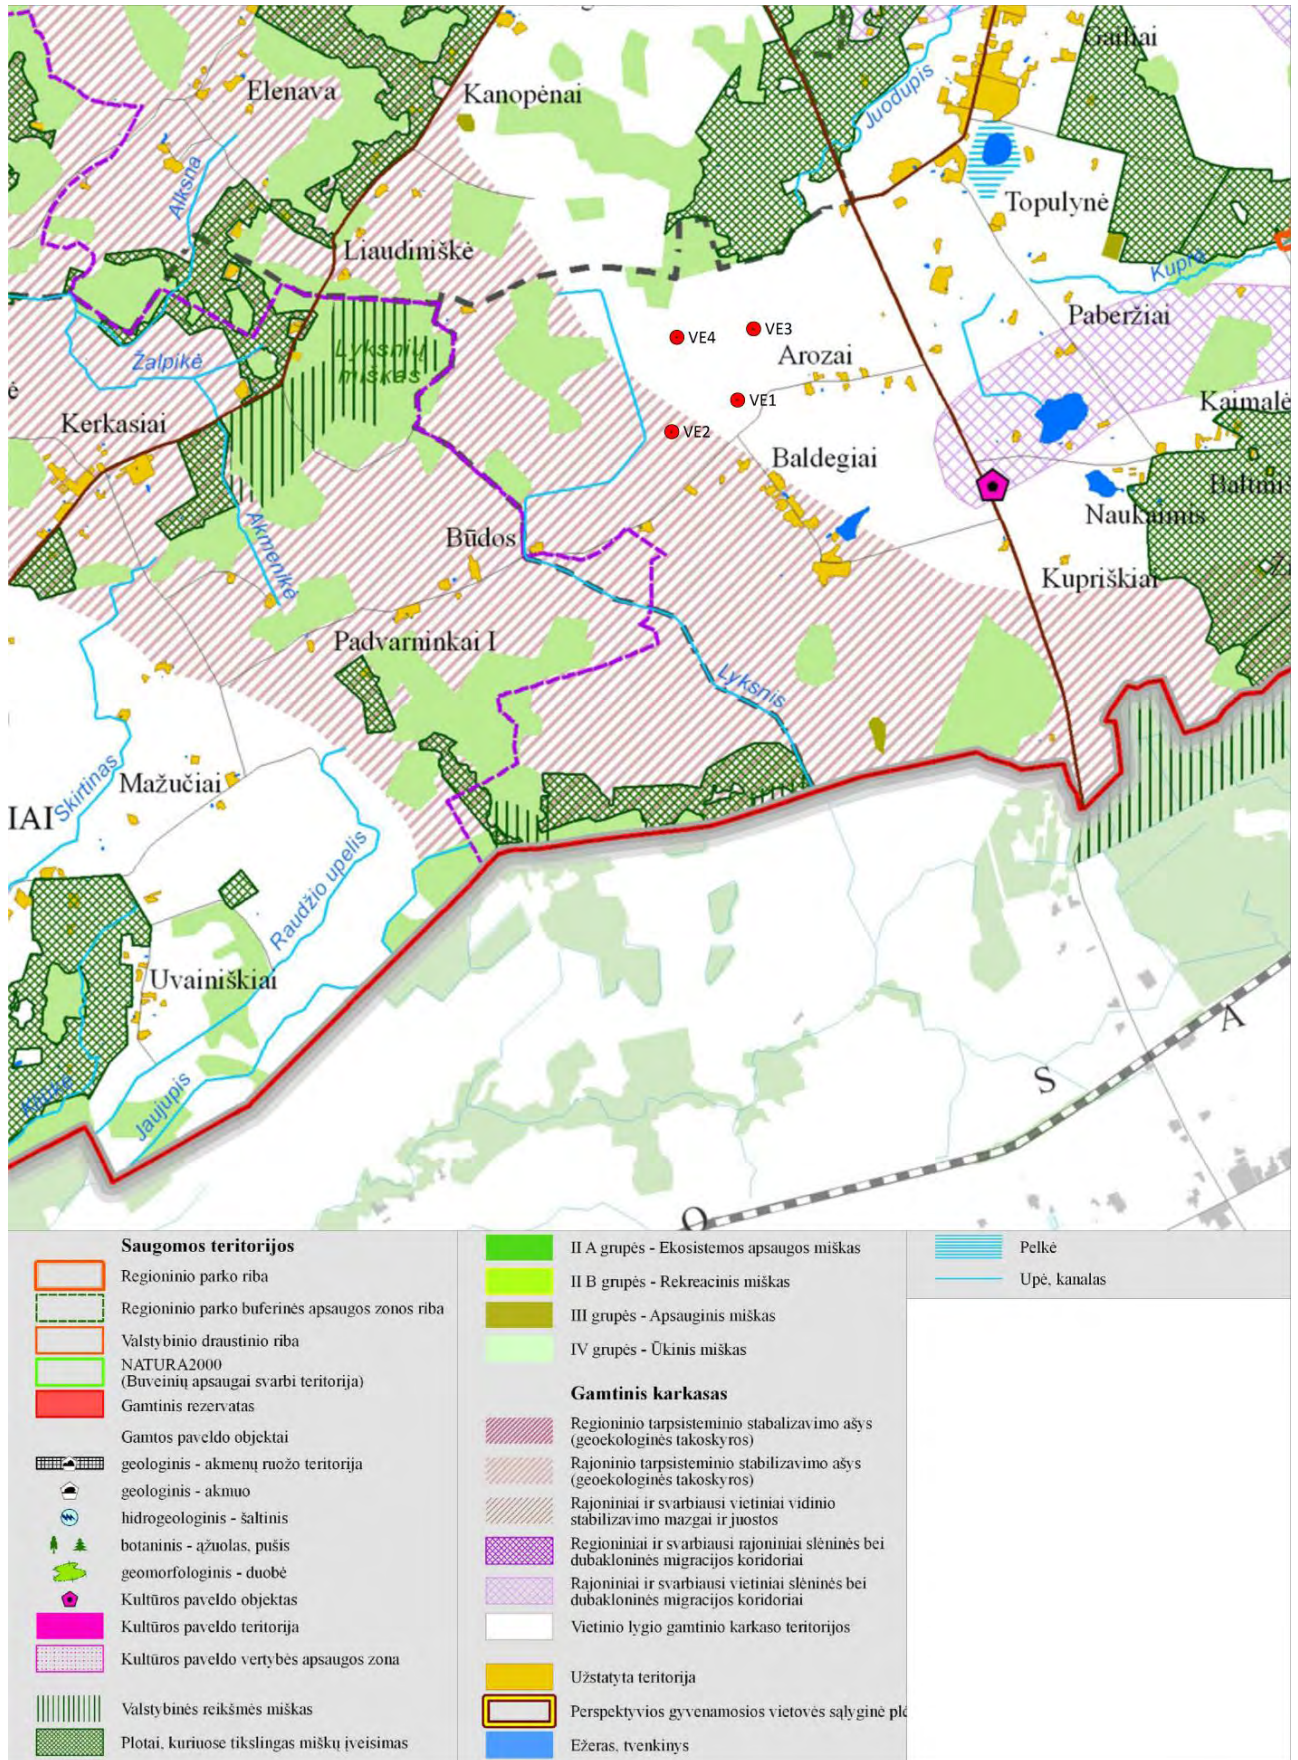 Gailiai
Elenava
Kanopėnai
Juodupis
Alksna
Topulynė
Liaudiniškė
Kupra
Paberžiai
VE3
VE4
Arozai
Lyksnių
miškas
Žalpikė
ė
VE1
Kaimalė
Kerkasiai
VE2
Baldegiai
Akmenikė
Naukaimis
Būdos
Kupriškiai
Padvarninkai I
Lyksnis
Mažučiai
IAI
Skirtinas
Raudžio upelis
Uvainiškiai
Jaujupis
A
S
O
Saugomos teritorijos
Regioninio parko riba
Regioninio parko buferinės apsaugos zonos riba
Valstybinio draustinio riba
NATURA2000
(Buveinių apsaugai svarbi teritorija)
Gamtinis rezervatas
Gamtos paveldo objektai
geologinis - akmenų ruožo teritorija
geologinis - akmuo
hidrogeologinis - šaltinis
botaninis - ąžuolas, pušis
geomorfologinis - duobė
Kultūros paveldo objektas
Kultūros paveldo teritorija
Kultūros paveldo vertybės apsaugos zona
Valstybinės reikšmės miškas
Plotai, kuriuose tikslingas miškų įveisimas
II A grupės - Ekosistemos apsaugos miškas
II B grupės - Rekreacinis miškas
III grupės - Apsauginis miškas
IV grupės - Ūkinis miškas
Gamtinis karkasas
Regioninio tarpsisteminio stabalizavimo ašys
(geoekologinės takoskyros)
Rajoninio tarpsisteminio stabilizavimo ašys
(geoekologinės takoskyros)
Rajoniniai ir svarbiausi vietiniai vidinio
stabilizavimo mazgai ir juostos
Regioniniai ir svarbiausi rajoniniai slėninės bei
dubakloninės migracijos koridoriai
Rajoniniai ir svarbiausi vietiniai slėninės bei
dubakloninės migracijos koridoriai
Vietinio lygio gamtinio karkaso teritorijos
Užstatyta teritorija
Perspektyvios gyvenamosios vietovės sąlyginė plė
Ežeras, tvenkinys
Pelkė
Upė, kanalas